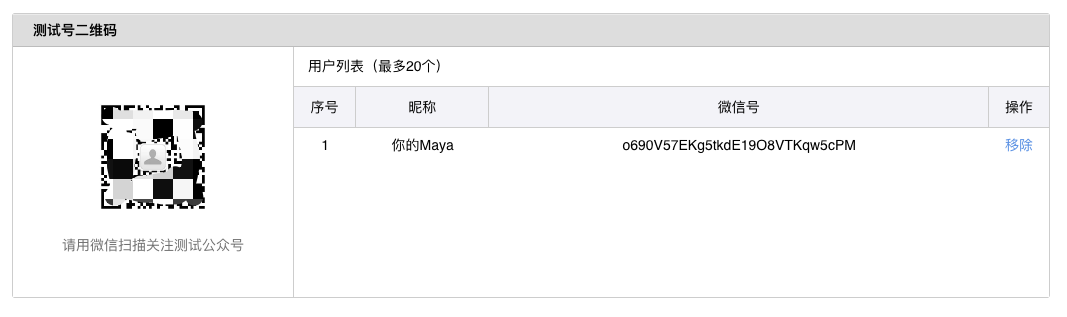 测试号二维码
用户列表（最多20个）
序号 昵称 微信号 操作
1 你的Maya o690V57EKg5tkdE19O8VTKqw5cPM 移除
请用微信扫描关注测试公众号